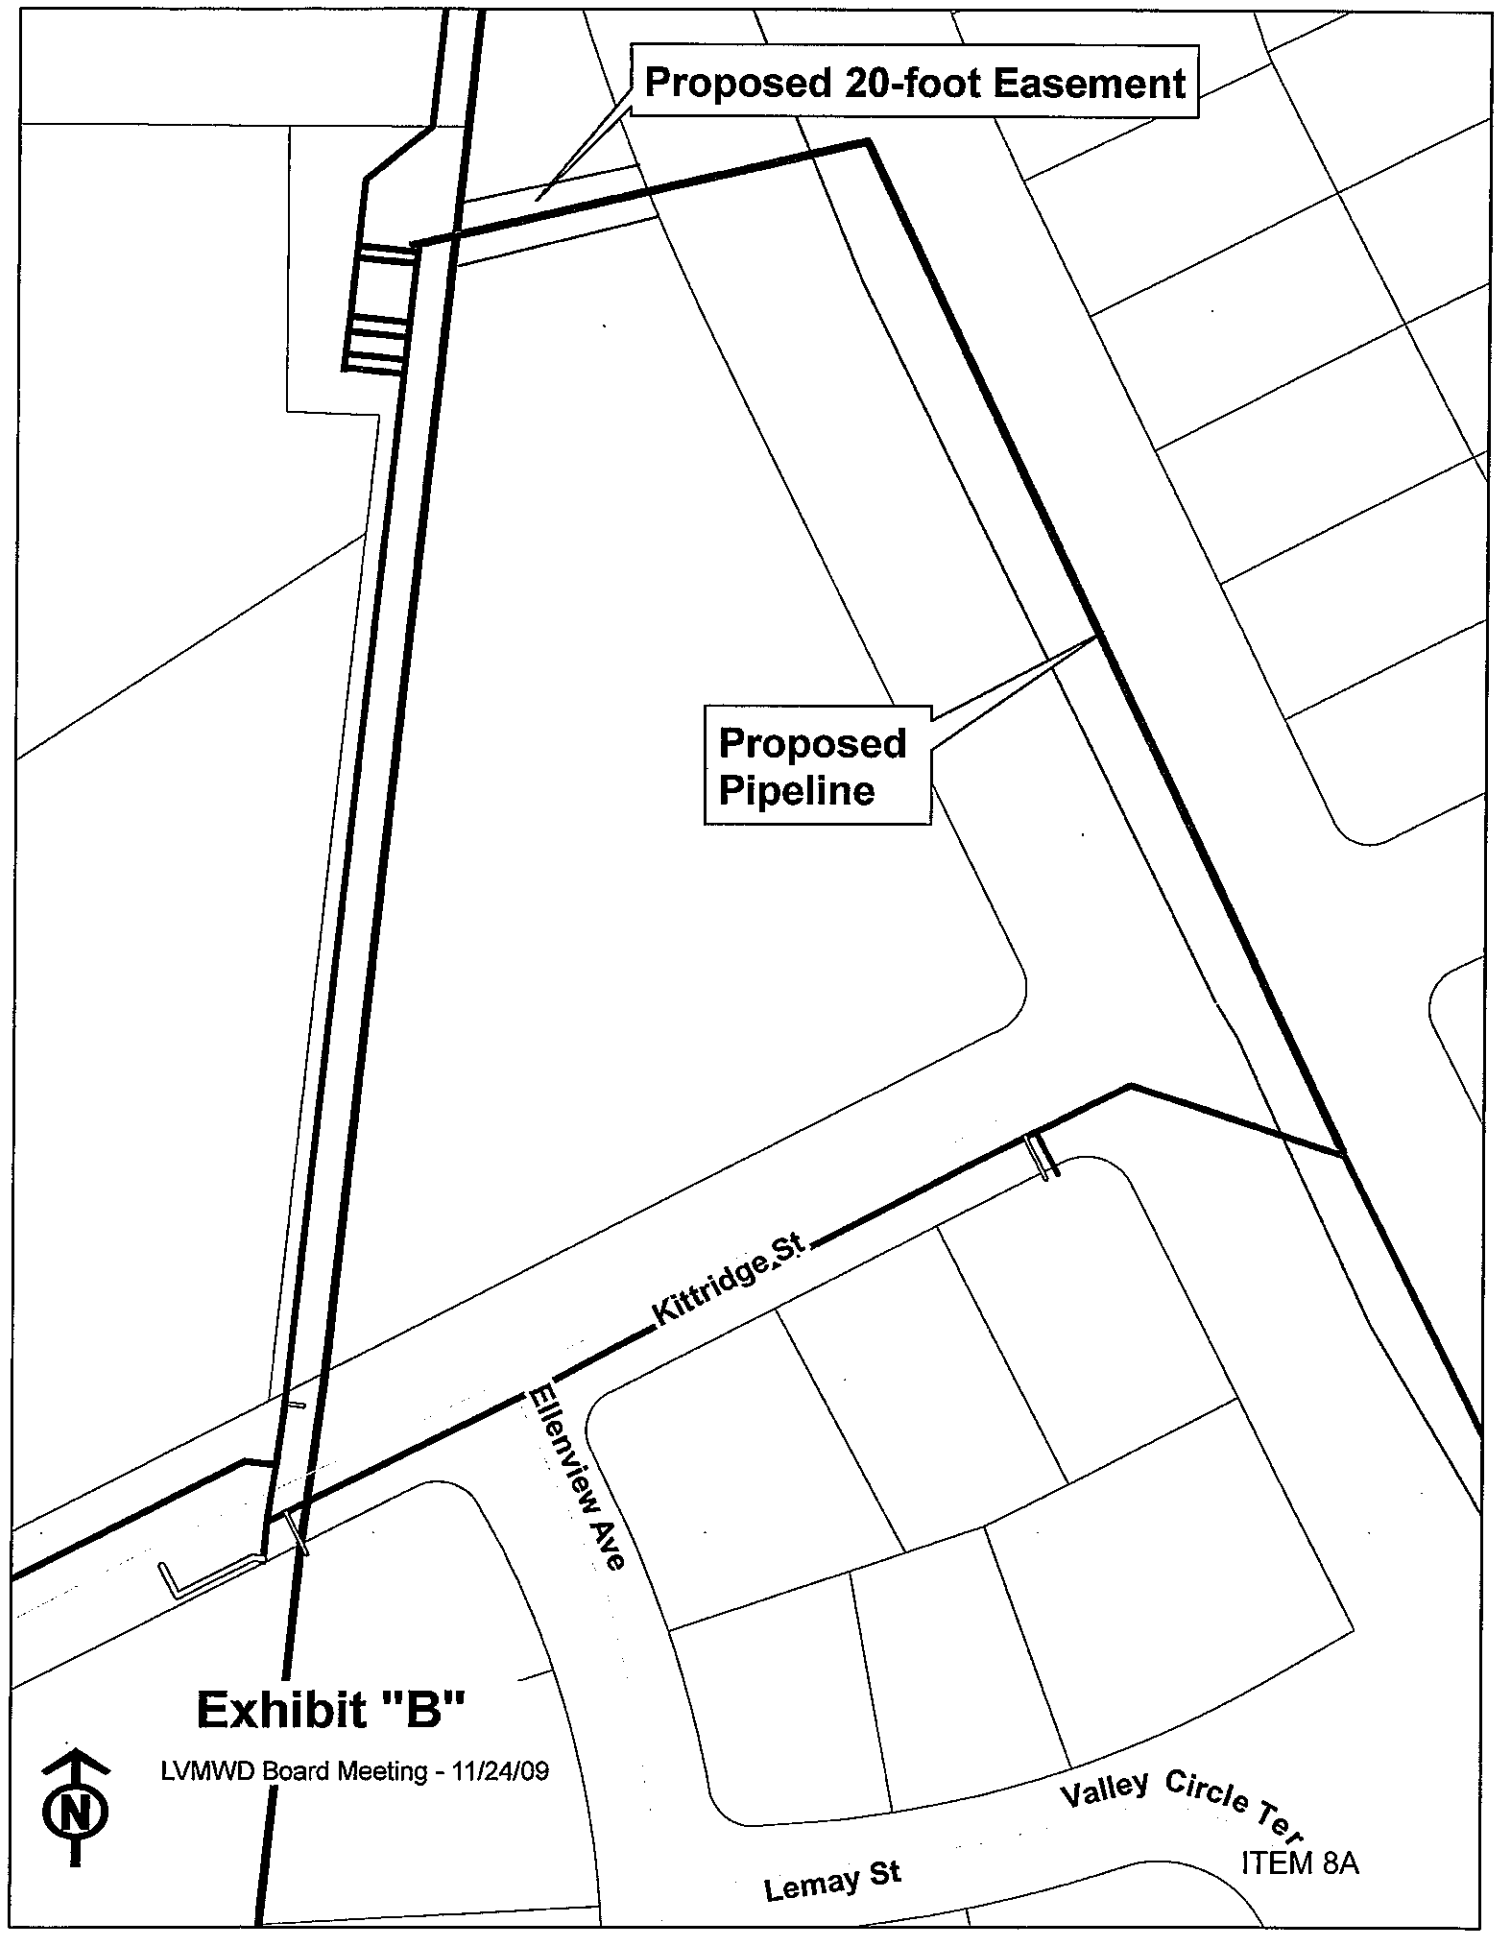 Proposed 20-foot Easement
Proposed
Pipeline
Kittridge St
Ellenview Ave
Exhibit "B"
LVMWD Board Meeting - 11/24/09
N
Valley Circle Ter
ITEM 8A
Lemay St